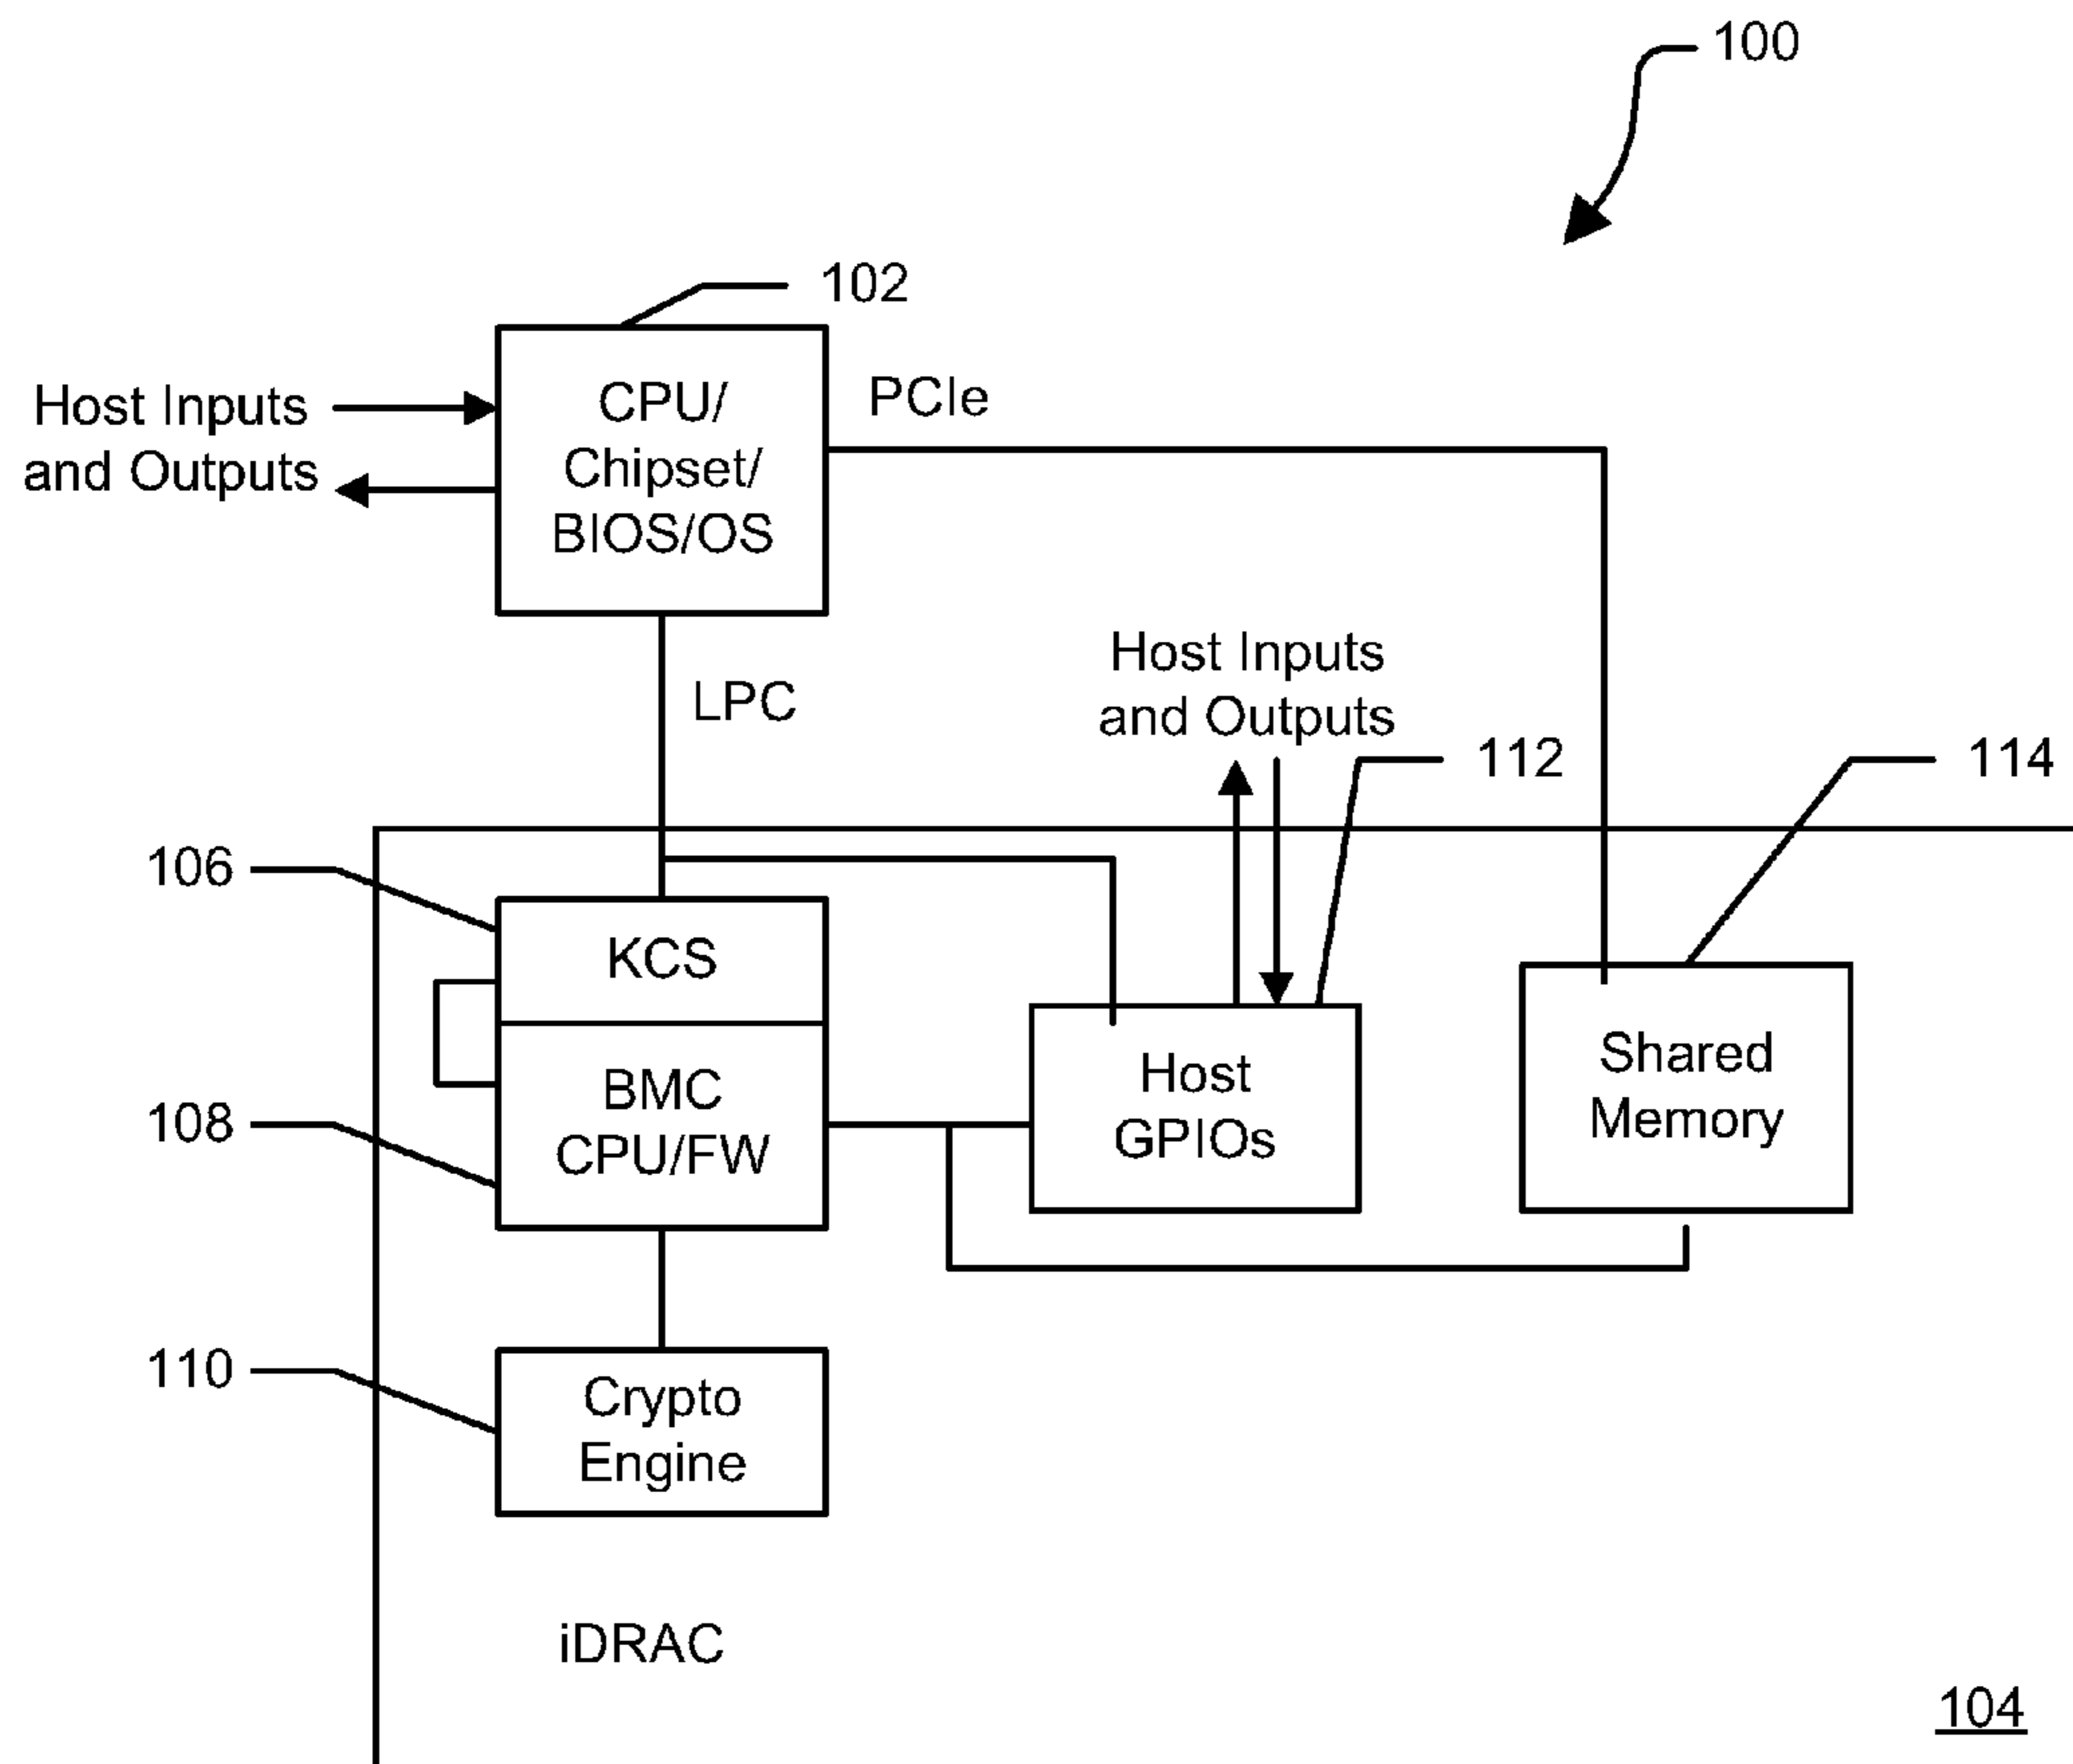 100
102
Host Inputs
and Outputs
CPU/
Chipset/
BIOS/OS
PCIe
LPC
Host Inputs
and Outputs
112
114
106
KCS
108
BMC
CPU/FW
Host
GPIOs
Shared
Memory
110
Crypto
Engine
iDRAC
104